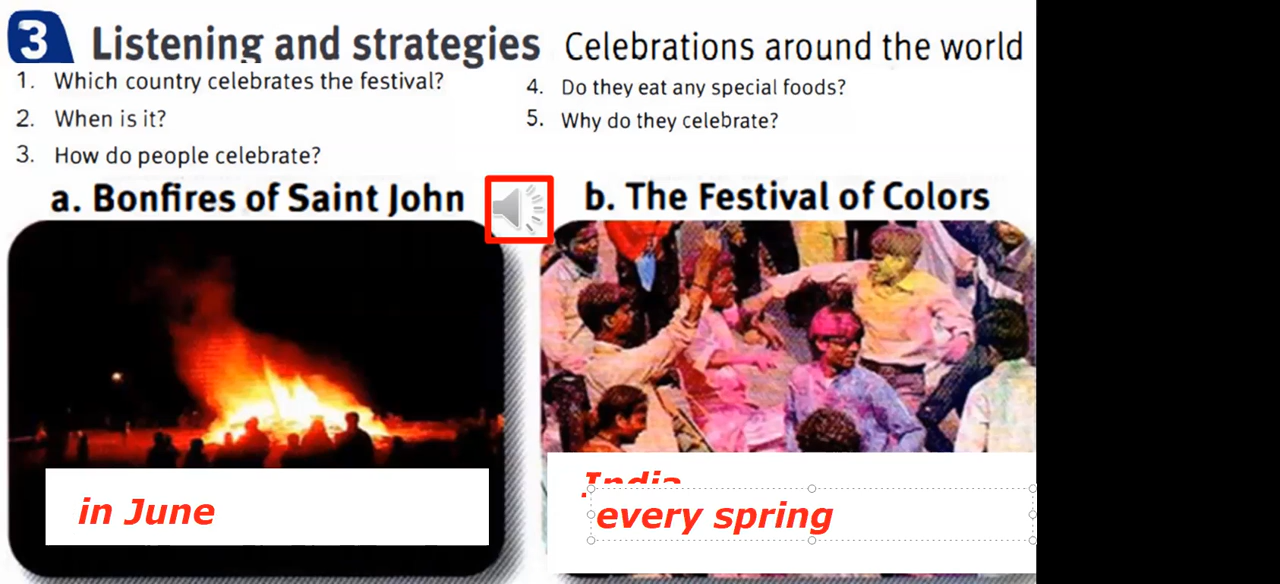 3 Listening and strategies Celebrations around the world
1. Which country celebrates the festival?
2. When is it?
3. How do people celebrate?
4. Do they eat any special foods?
5. Why do they celebrate?
a. Bonfires of Saint John
b. The Festival of Colors
in June
India
every spring